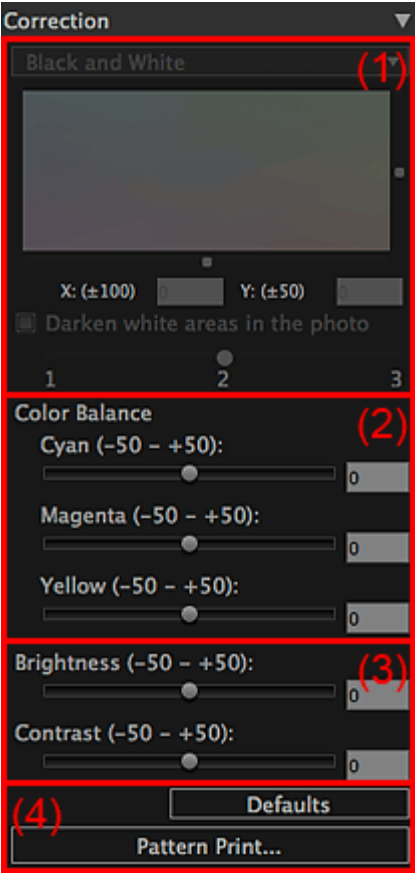 Correction
Black and White
(1)
X: (±100) 0 Y: (±50) 0
Darken white areas in the photo
1 2 3
Color Balance
(2)
Cyan (-50 – +50):
0
Magenta (-50 – +50):
0
Yellow (-50 – +50):
0
Brightness (-50 – +50):
(3)
0
Contrast (-50 – +50):
0
(4)
Defaults
Pattern Print...